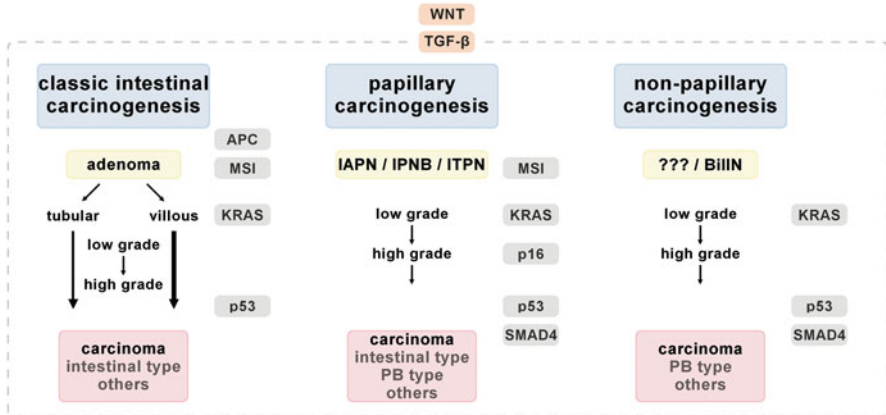 WNT
TGF-β
classic intestinal
carcinogenesis
APC
adenoma
MSI
tubular
villous
KRAS
low grade
high grade
p53
carcinoma
intestinal type
others
papillary
carcinogenesis
IAPN / IPNB / ITPN
MSI
low grade
KRAS
high grade
p16
p53
SMAD4
carcinoma
intestinal type
PB type
others
non-papillary
carcinogenesis
??? / BilIN
low grade
KRAS
high grade
p53
SMAD4
carcinoma
PB type
others